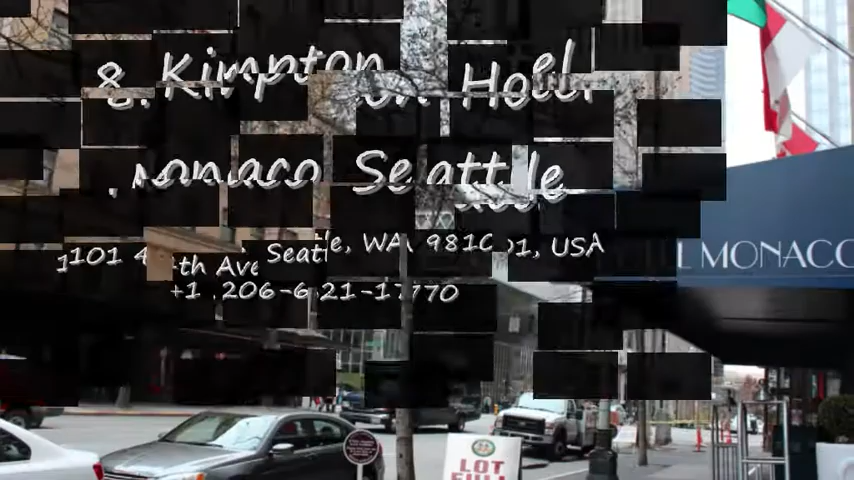 8. Kimpton Hotel
Monaco Seattle
1101 4th Ave, Seattle, WA 98101, USA
+1 206-621-1770
L MONACO
LOT
FULL